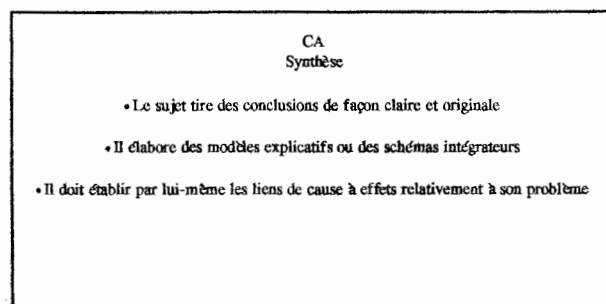 CA
Synthèse
• Le sujet tire des conclusions de façon claire et originale
• Il élabore des modèles explicatifs ou des schémas intégrateurs
• Il doit établir par lui-même les liens de cause à effets relativement à son problème